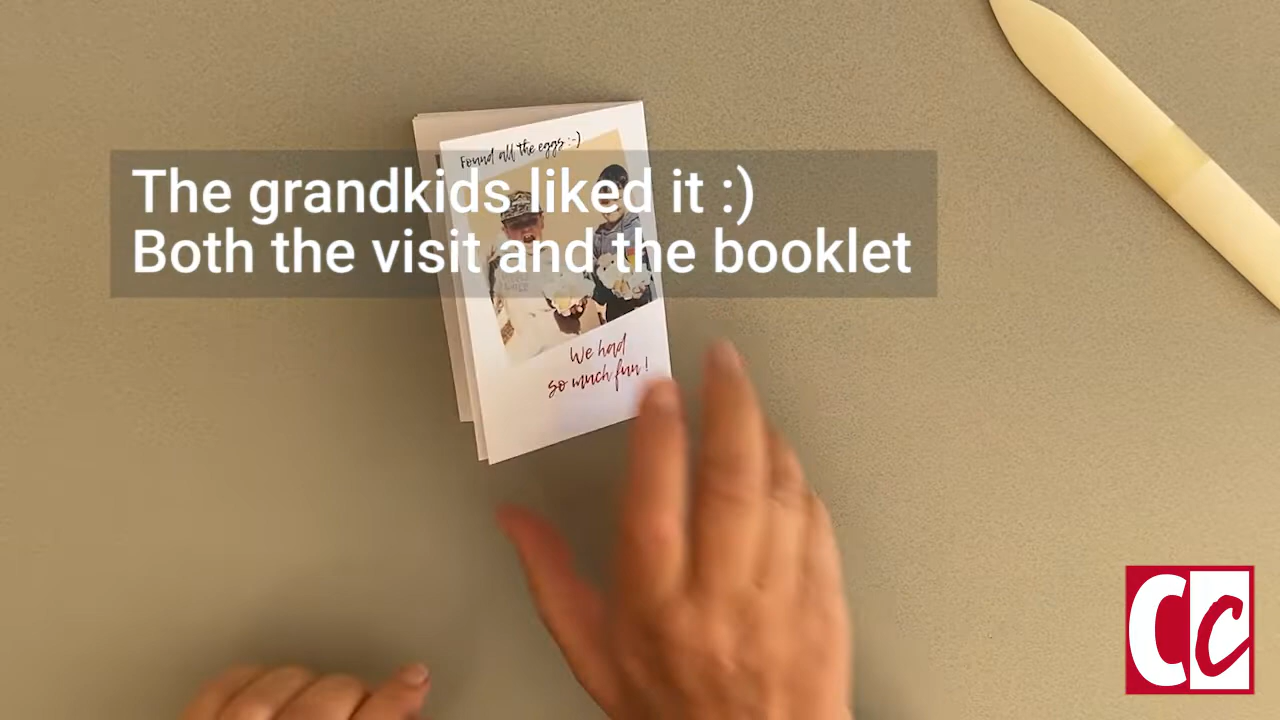 Found all the eggs :-)
The grandkids liked it :)
Both the visit and the booklet
We had
so much fun !
CC